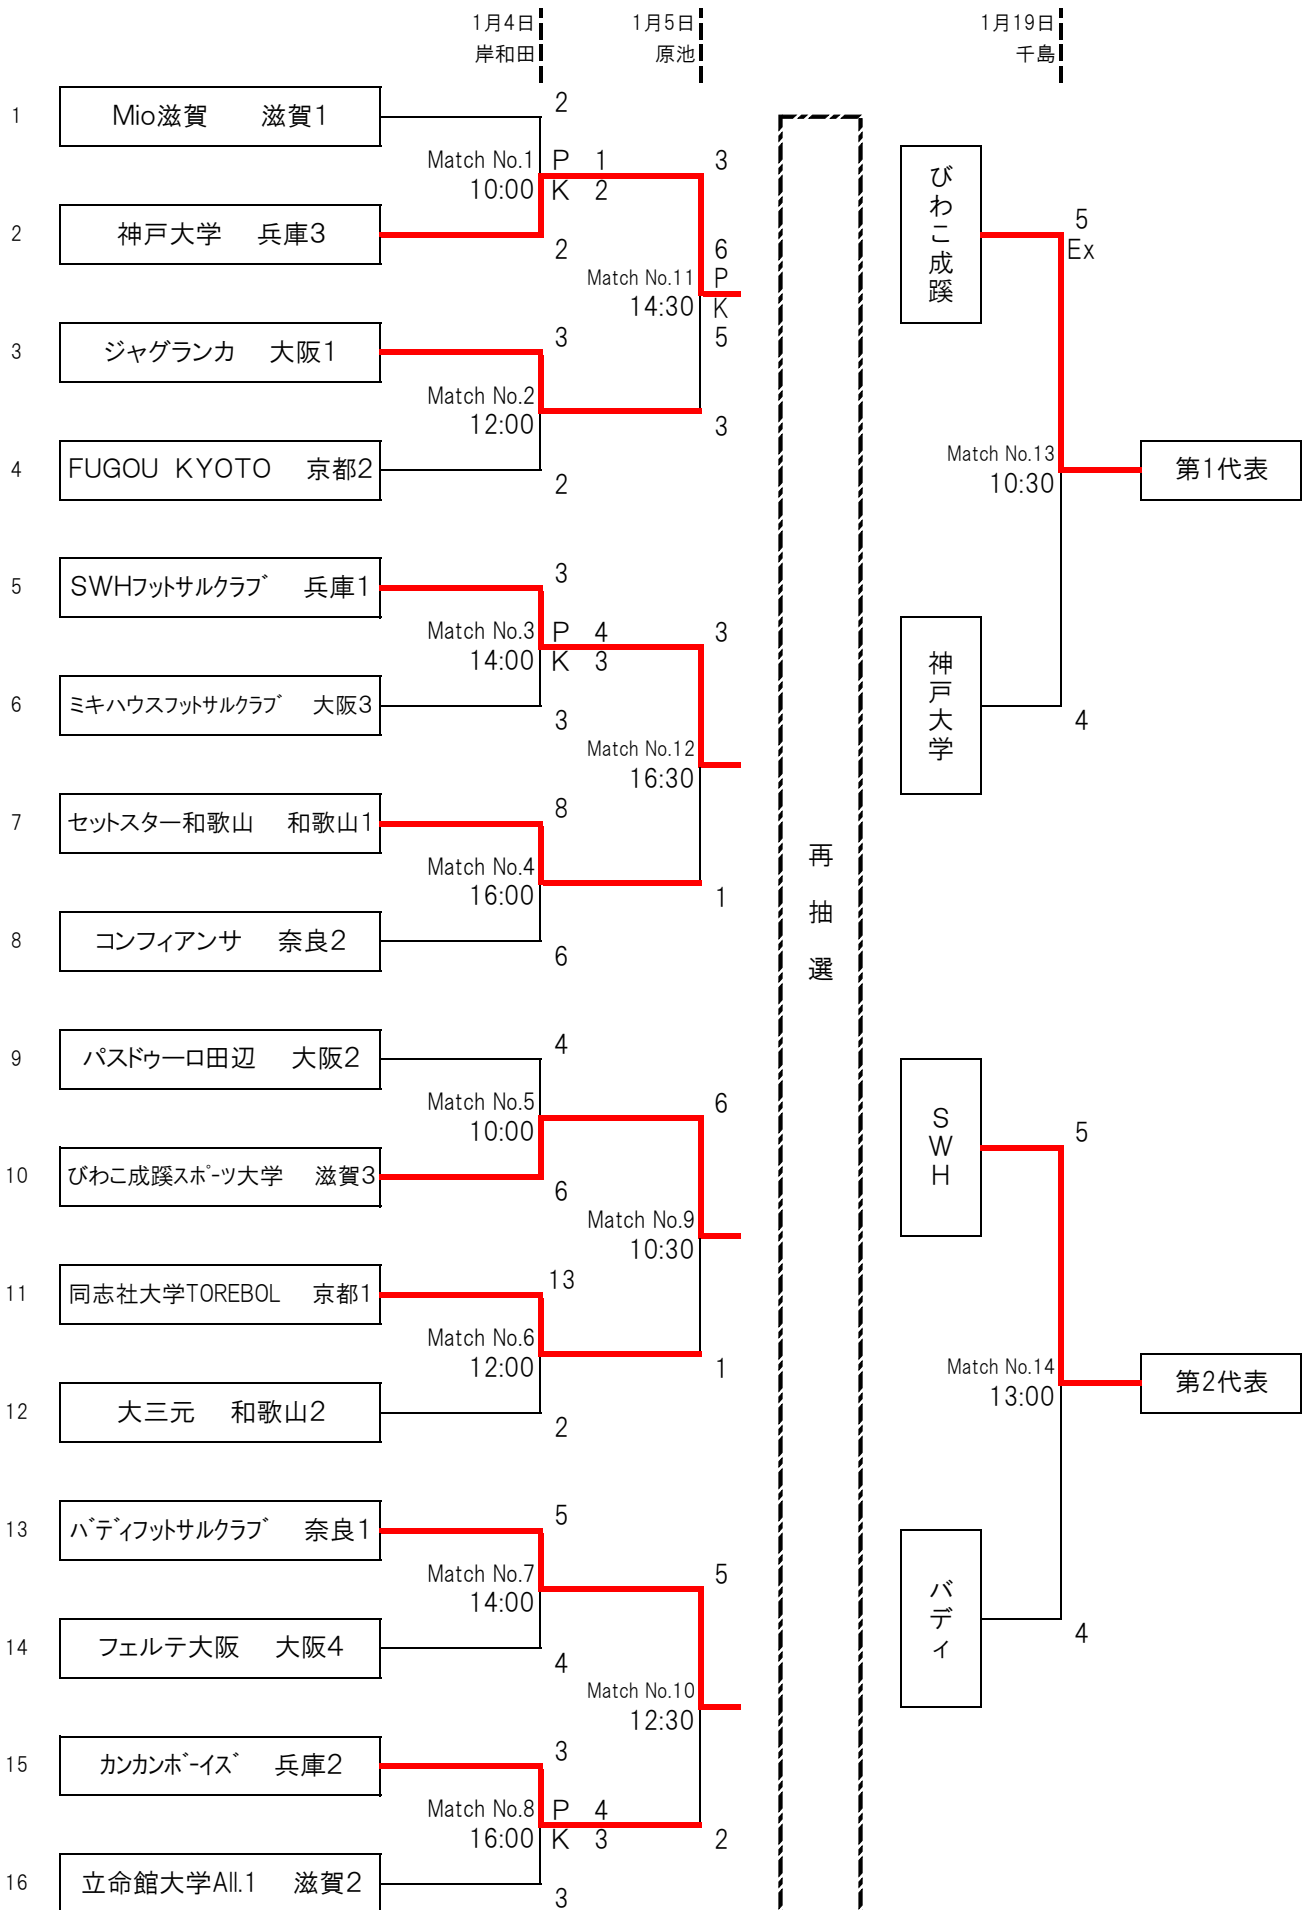 1月4日 1月5日 1月19日
岸和田 原池 千島
1 Mio滋賀 滋賀1 2
Match No.1 P 1 3
10:00 K 2
2 神戸大学 兵庫3 2
6
Match No.11 P
14:30 K
5
3 ジャグランカ 大阪1 3
Match No.2
12:00 3
4 FUGOU KYOTO 京都2 2
5 SWHフットサルクラブ 兵庫1 3
Match No.3 P 4 3
14:00 K 3
6 ミキハウスフットサルクラブ 大阪3 3
Match No.12
16:30
7 セットスター和歌山 和歌山1 8
Match No.4
16:00 1
8 コンフィアンサ 奈良2 6
9 パスドゥーロ田辺 大阪2 4
Match No.5 6
10:00
10 びわこ成蹊スポーツ大学 滋賀3 6
Match No.9
10:30
11 同志社大学TOREBOL 京都1 13
Match No.6
12:00 1
12 大三元 和歌山2 2
13 バディフットサルクラブ 奈良1 5
Match No.7 5
14:00
14 フェルテ大阪 大阪4 4
Match No.10
12:30
15 カンカンボーイズ 兵庫2 3
Match No.8 P 4
16:00 K 3 2
16 立命館大学All.1 滋賀2 3
再抽選
びわこ成蹊 5
Ex
Match No.13
10:30 第1代表
神戸大学 4
SWH 5
Match No.14
13:00 第2代表
バディ 4